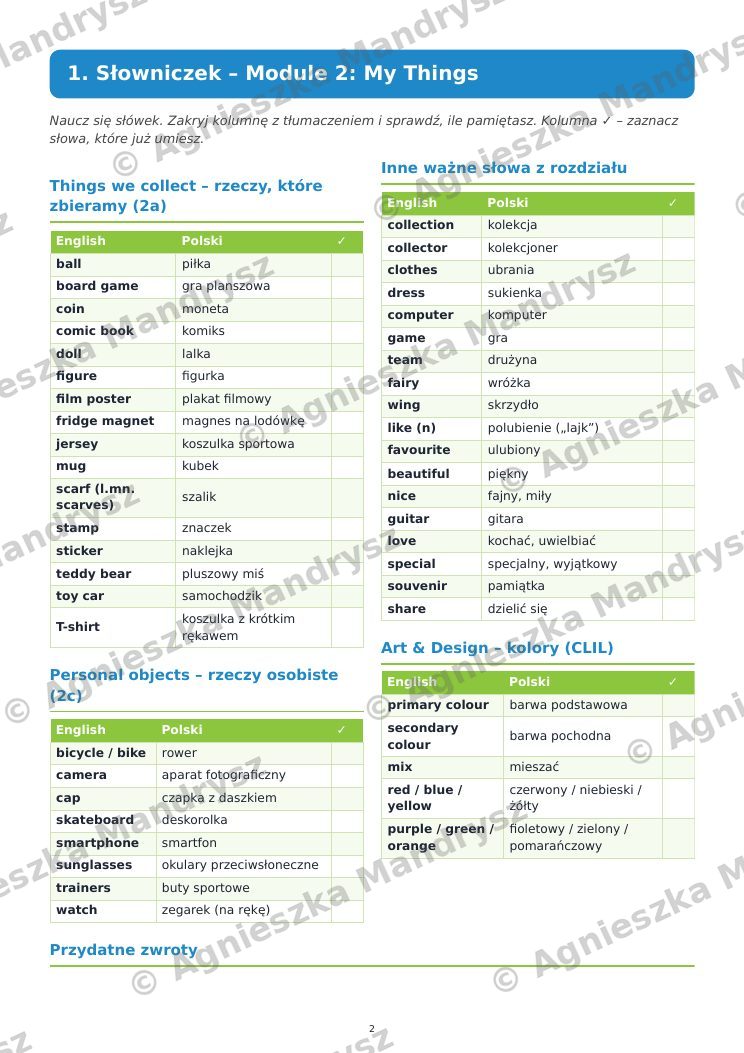 1. Słowniczek – Module 2: My Things
Naucz się słówek. Zakryj kolumnę z tłumaczeniem i sprawdź, ile pamiętasz. Kolumna ✓ – zaznacz
słowa, które już umiesz.
Things we collect – rzeczy, które
zbieramy (2a)
English Polski ✓
ball piłka
board game gra planszowa
coin moneta
comic book komiks
doll lalka
figure figurka
film poster plakat filmowy
fridge magnet magnes na lodówkę
jersey koszulka sportowa
mug kubek
scarf (l.mn.
scarves) szalik
stamp znaczek
sticker naklejka
teddy bear pluszowy miś
toy car samochodzik
T-shirt koszulka z krótkim
rękawem
Personal objects – rzeczy osobiste
(2c)
English Polski ✓
bicycle / bike rower
camera aparat fotograficzny
cap czapka z daszkiem
skateboard deskorolka
smartphone smartfon
sunglasses okulary przeciwsłoneczne
trainers buty sportowe
watch zegarek (na rękę)
Inne ważne słowa z rozdziału
English Polski ✓
collection kolekcja
collector kolekcjoner
clothes ubrania
dress sukienka
computer komputer
game gra
team drużyna
fairy wróżka
wing skrzydło
like (n) polubienie („lajk”)
favourite ulubiony
beautiful piękny
nice fajny, miły
guitar gitara
love kochać, uwielbiać
special specjalny, wyjątkowy
souvenir pamiątka
share dzielić się
Art & Design – kolory (CLIL)
English Polski ✓
primary colour barwa podstawowa
secondary
colour barwa pochodna
mix mieszać
red / blue / czerwony / niebieski /
yellow żółty
purple / green / fioletowy / zielony /
orange pomarańczowy
Przydatne zwroty
2
© Agnieszka Mandrysz